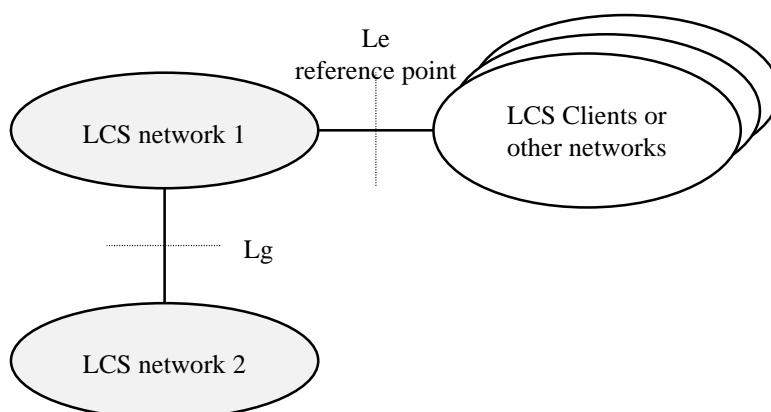 Le
reference point
LCS network 1
LCS Clients or
other networks
Lg
LCS network 2